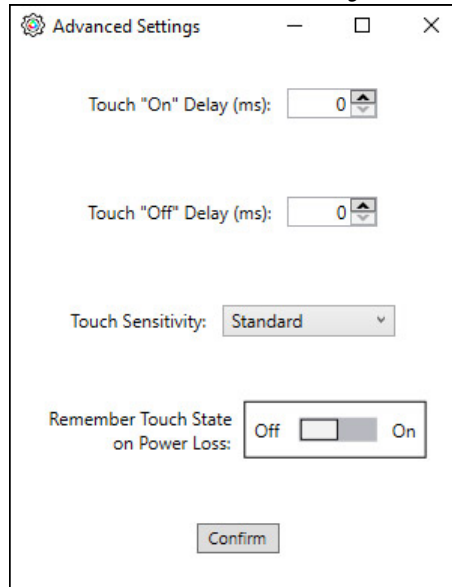 Advanced Settings
Touch "On" Delay (ms): 0
Touch "Off" Delay (ms): 0
Touch Sensitivity: Standard
Remember Touch State
on Power Loss:
Off On
Confirm